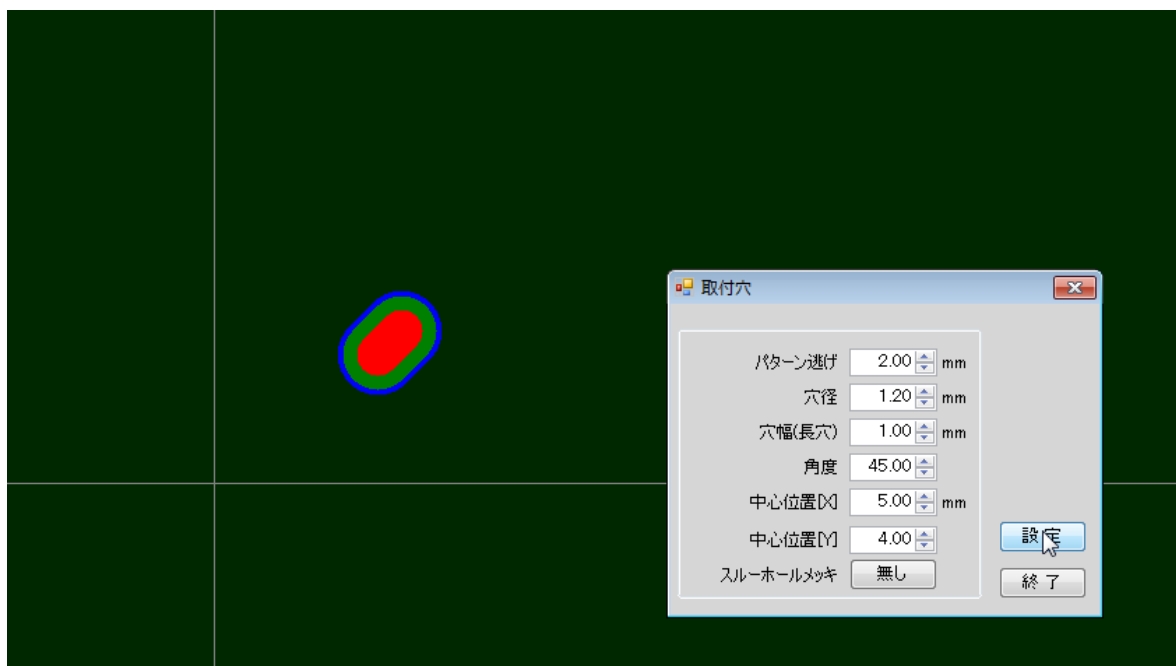 取付穴
パターン逃げ 2.00 mm
穴径 1.20 mm
穴幅(長穴) 1.00 mm
角度 45.00
中心位置[X] 5.00 mm
中心位置[Y] 4.00
スルーホールメッキ 無し
設定
終了